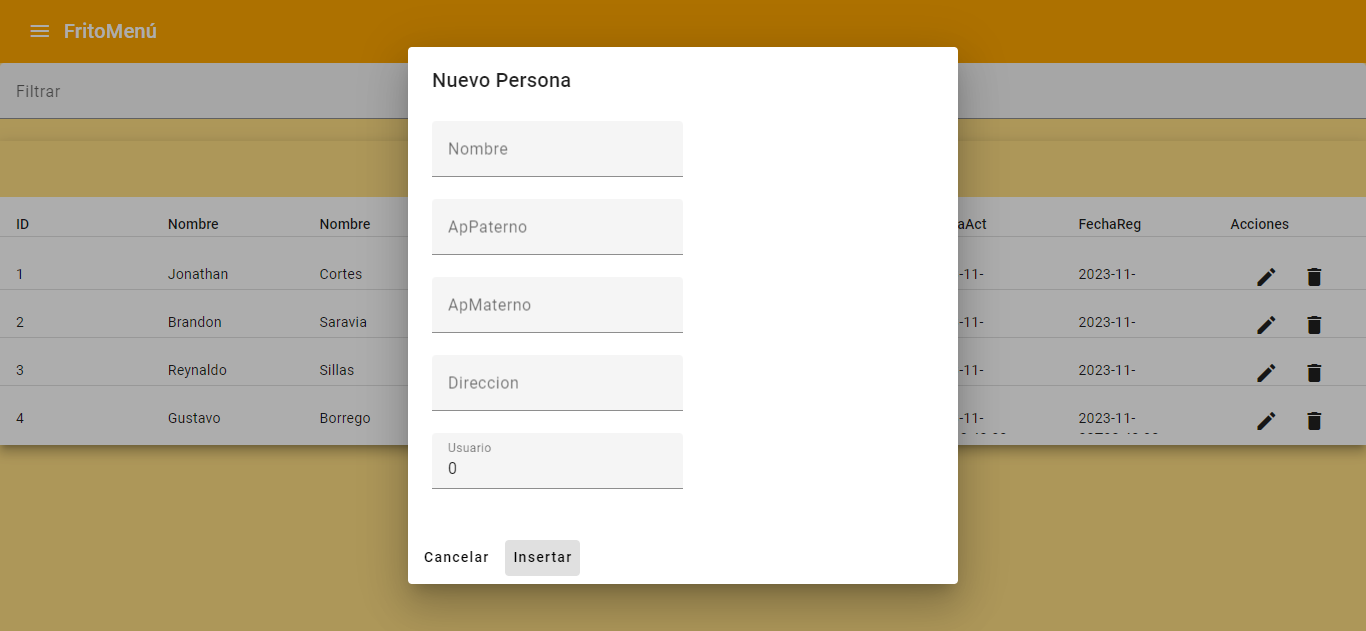 FritoMenú
Filtrar
Nuevo Persona
Nombre
ApPaterno
ApMaterno
Direccion
Usuario
0
Cancelar Insertar
ID Nombre Nombre FechaReg Acciones
1 Jonathan Cortes -11- 2023-11-
2 Brandon Saravia -11- 2023-11-
3 Reynaldo Sillas -11- 2023-11-
4 Gustavo Borrego -11- 2023-11-